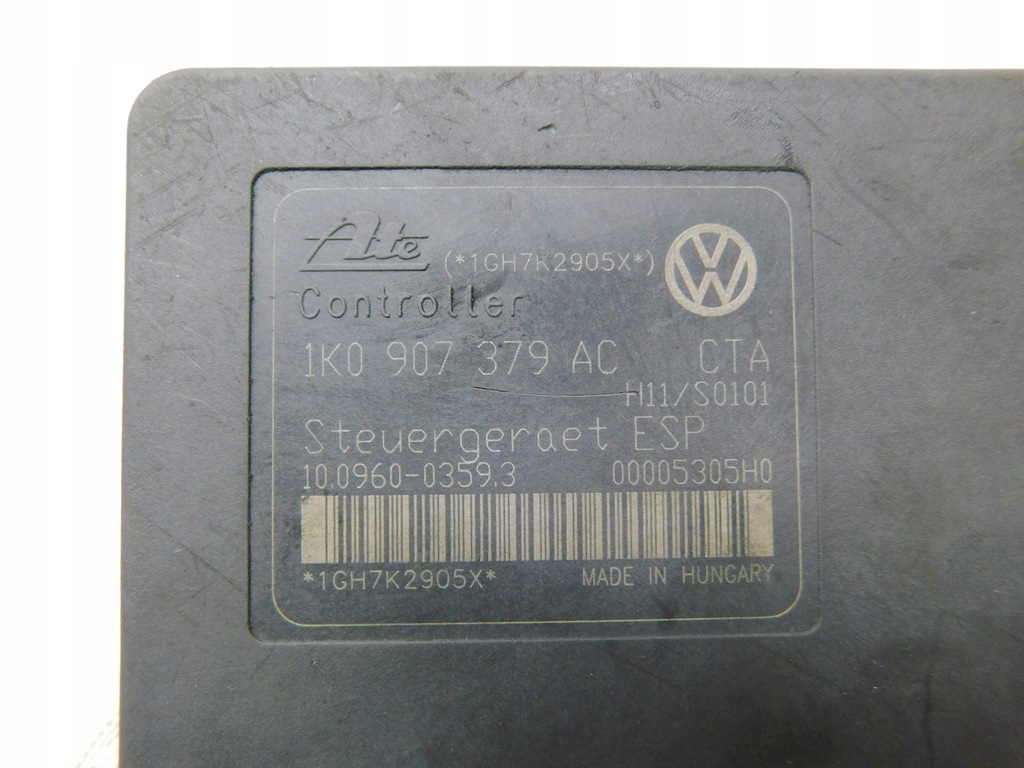 Ate (*1GH7K2905X*)
Controller
1K0 907 379 AC CTA
H11/S0101
Steuergeraet ESP
10.0960-0359.3 00005305H0
*1GH7K2905X* MADE IN HUNGARY